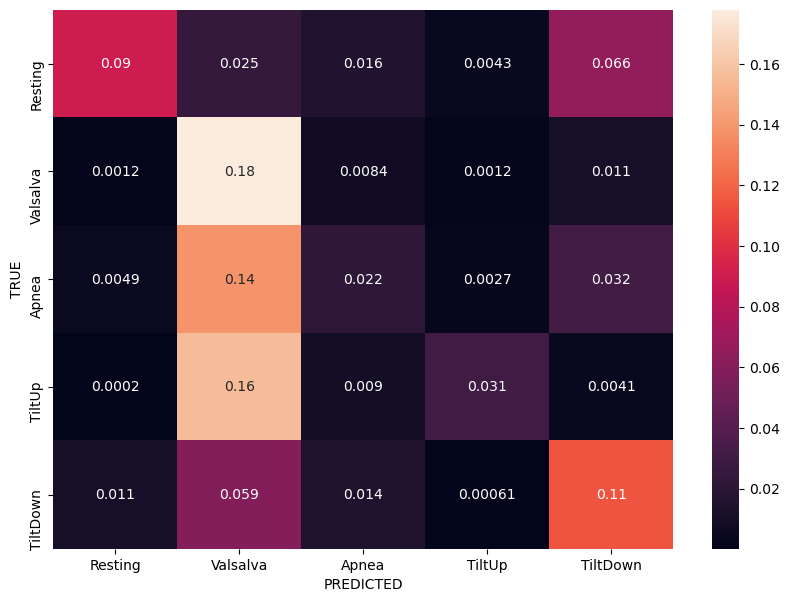 TRUE
Resting 0.09 0.025 0.016 0.0043 0.066
Valsalva 0.0012 0.18 0.0084 0.0012 0.011
Apnea 0.0049 0.14 0.022 0.0027 0.032
TiltUp 0.0002 0.16 0.009 0.031 0.0041
TiltDown 0.011 0.059 0.014 0.00061 0.11
Resting Valsalva Apnea TiltUp TiltDown
PREDICTED
0.16
0.14
0.12
0.10
0.08
0.06
0.04
0.02